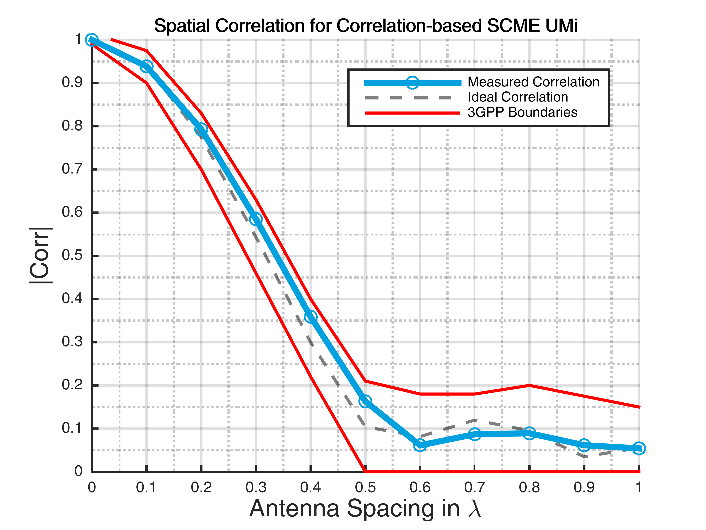 Spatial Correlation for Correlation-based SCME UMi
1
0.9
0.8
0.7
0.6
0.5
0.4
0.3
0.2
0.1
0
|Corr|
Measured Correlation
Ideal Correlation
3GPP Boundaries
0 0.1 0.2 0.3 0.4 0.5 0.6 0.7 0.8 0.9 1
Antenna Spacing in λ